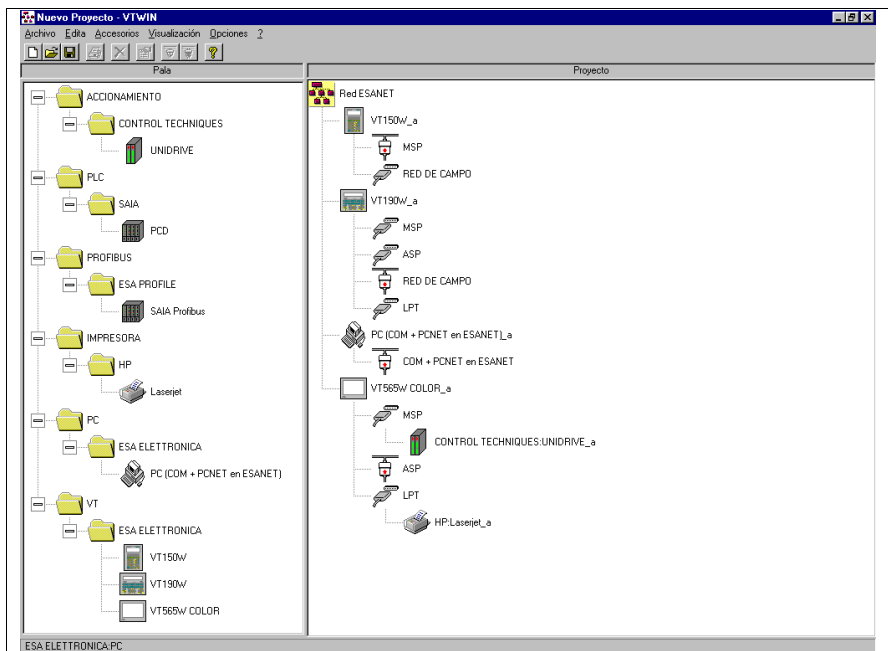 Nuevo Proyecto - VTWIN
Archivo Edita Accesorios Visualización Opciones ?
Pala
Proyecto
ACCIONAMIENTO
CONTROL TECHNIQUES
UNIDRIVE
PLC
SAIA
PCD
PROFIBUS
ESA PROFILE
SAIA Profibus
IMPRESORA
HP
Laserjet
PC
ESA ELETTRONICA
PC (COM + PCNET en ESANET)
VT
ESA ELETTRONICA
VT150W
VT190W
VT565W COLOR
Red ESANET
VT150W_a
MSP
RED DE CAMPO
VT190W_a
MSP
ASP
RED DE CAMPO
LPT
PC (COM + PCNET en ESANET)_a
COM + PCNET en ESANET
VT565W COLOR_a
MSP
CONTROL TECHNIQUES:UNIDRIVE_a
ASP
LPT
HP:Laserjet_a
ESA ELETTRONICA:PC